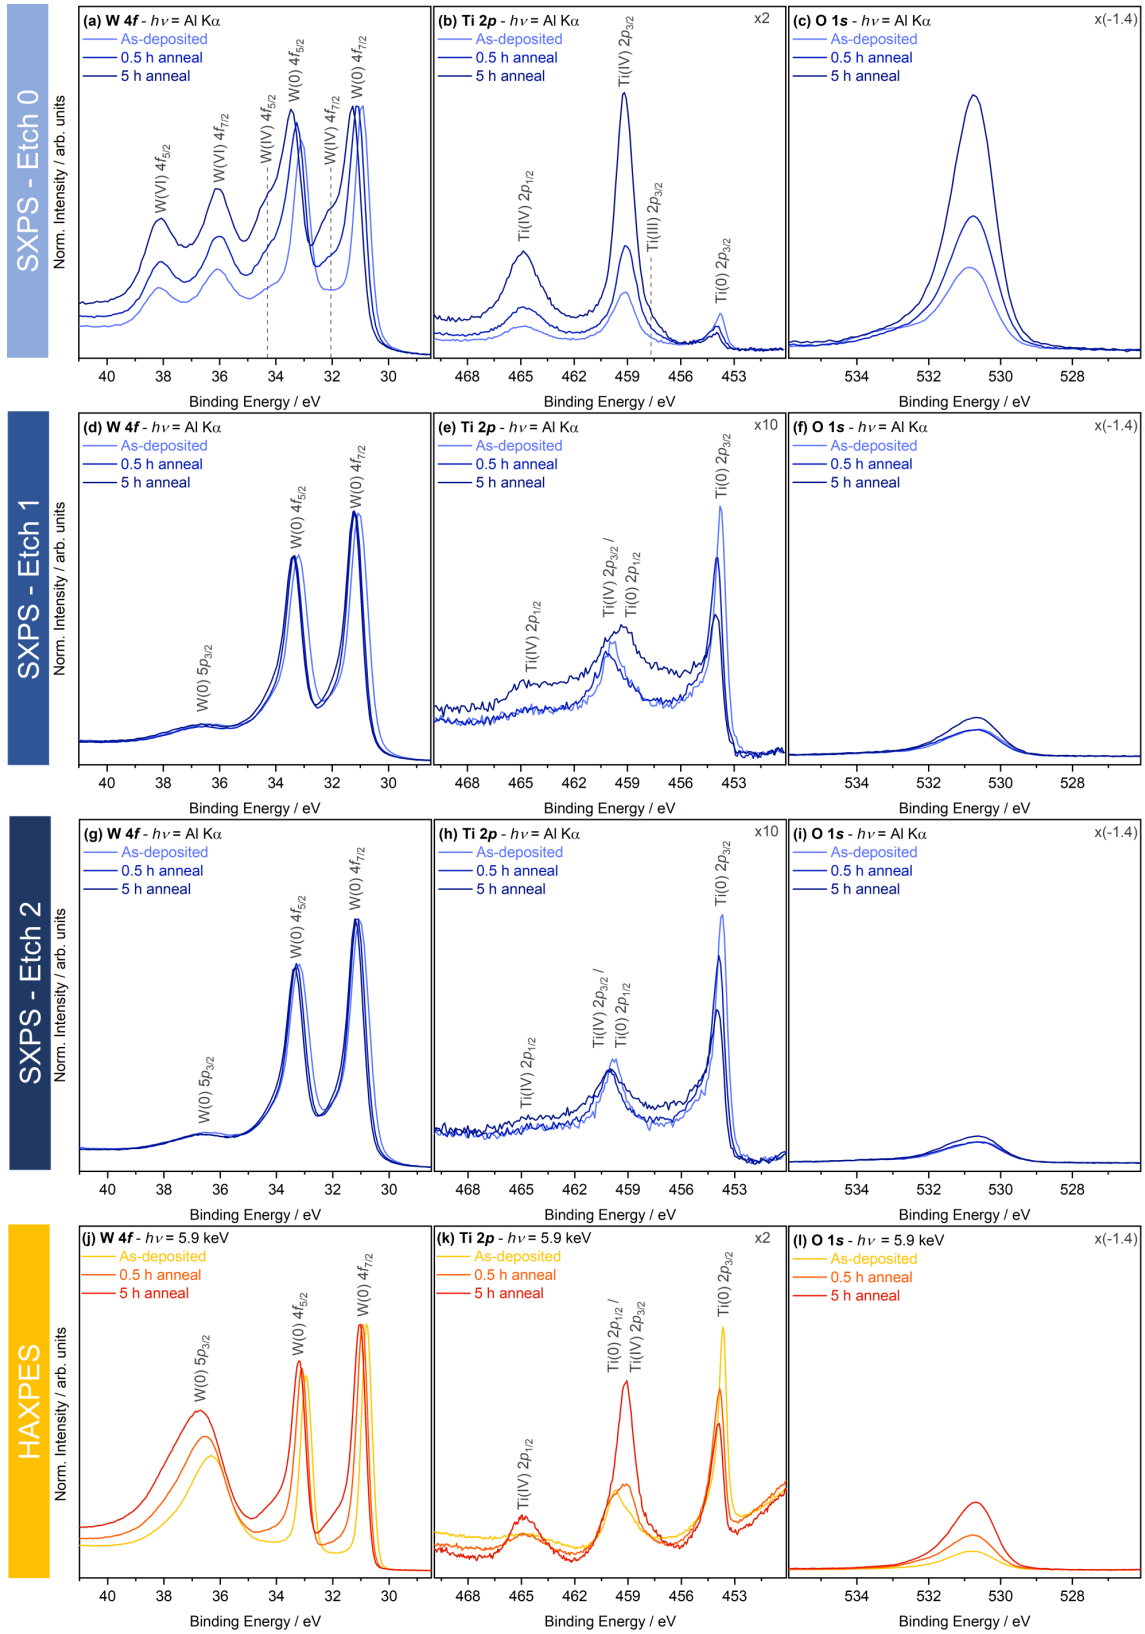 SXPS - Etch 0
Norm. Intensity / arb. units
(a) W 4f - hν = Al Kα
As-deposited
0.5 h anneal
5 h anneal
W(VI) 4f5/2
W(VI) 4f7/2
W(IV) 4f5/2
W(0) 4f5/2
W(IV) 4f7/2
W(0) 4f7/2
40 38 36 34 32 30
Binding Energy / eV
(b) Ti 2p - hν = Al Kα
x2
As-deposited
0.5 h anneal
5 h anneal
Ti(IV) 2p1/2
Ti(IV) 2p3/2
Ti(III) 2p3/2
Ti(0) 2p3/2
468 465 462 459 456 453
Binding Energy / eV
(c) O 1s - hν = Al Kα
x(-1.4)
As-deposited
0.5 h anneal
5 h anneal
534 532 530 528
Binding Energy / eV
SXPS - Etch 1
Norm. Intensity / arb. units
(d) W 4f - hν = Al Kα
As-deposited
0.5 h anneal
5 h anneal
W(0) 5p3/2
W(0) 4f5/2
W(0) 4f7/2
40 38 36 34 32 30
Binding Energy / eV
(e) Ti 2p - hν = Al Kα
x10
As-deposited
0.5 h anneal
5 h anneal
Ti(IV) 2p1/2
Ti(IV) 2p3/2 /
Ti(0) 2p1/2
Ti(0) 2p3/2
468 465 462 459 456 453
Binding Energy / eV
(f) O 1s - hν = Al Kα
x(-1.4)
As-deposited
0.5 h anneal
5 h anneal
534 532 530 528
Binding Energy / eV
SXPS - Etch 2
Norm. Intensity / arb. units
(g) W 4f - hν = Al Kα
As-deposited
0.5 h anneal
5 h anneal
W(0) 5p3/2
W(0) 4f5/2
W(0) 4f7/2
40 38 36 34 32 30
Binding Energy / eV
(h) Ti 2p - hν = Al Kα
x10
As-deposited
0.5 h anneal
5 h anneal
Ti(IV) 2p1/2
Ti(IV) 2p3/2 /
Ti(0) 2p1/2
Ti(0) 2p3/2
468 465 462 459 456 453
Binding Energy / eV
(i) O 1s - hν = Al Kα
x(-1.4)
As-deposited
0.5 h anneal
5 h anneal
534 532 530 528
Binding Energy / eV
HAXPES
Norm. Intensity / arb. units
(j) W 4f - hν = 5.9 keV
As-deposited
0.5 h anneal
5 h anneal
W(0) 5p3/2
W(0) 4f5/2
W(0) 4f7/2
40 38 36 34 32 30
Binding Energy / eV
(k) Ti 2p - hν = 5.9 keV
x2
As-deposited
0.5 h anneal
5 h anneal
Ti(IV) 2p1/2
Ti(0) 2p1/2 /
Ti(IV) 2p3/2
Ti(0) 2p3/2
468 465 462 459 456 453
Binding Energy / eV
(l) O 1s - hν = 5.9 keV
x(-1.4)
As-deposited
0.5 h anneal
5 h anneal
534 532 530 528
Binding Energy / eV